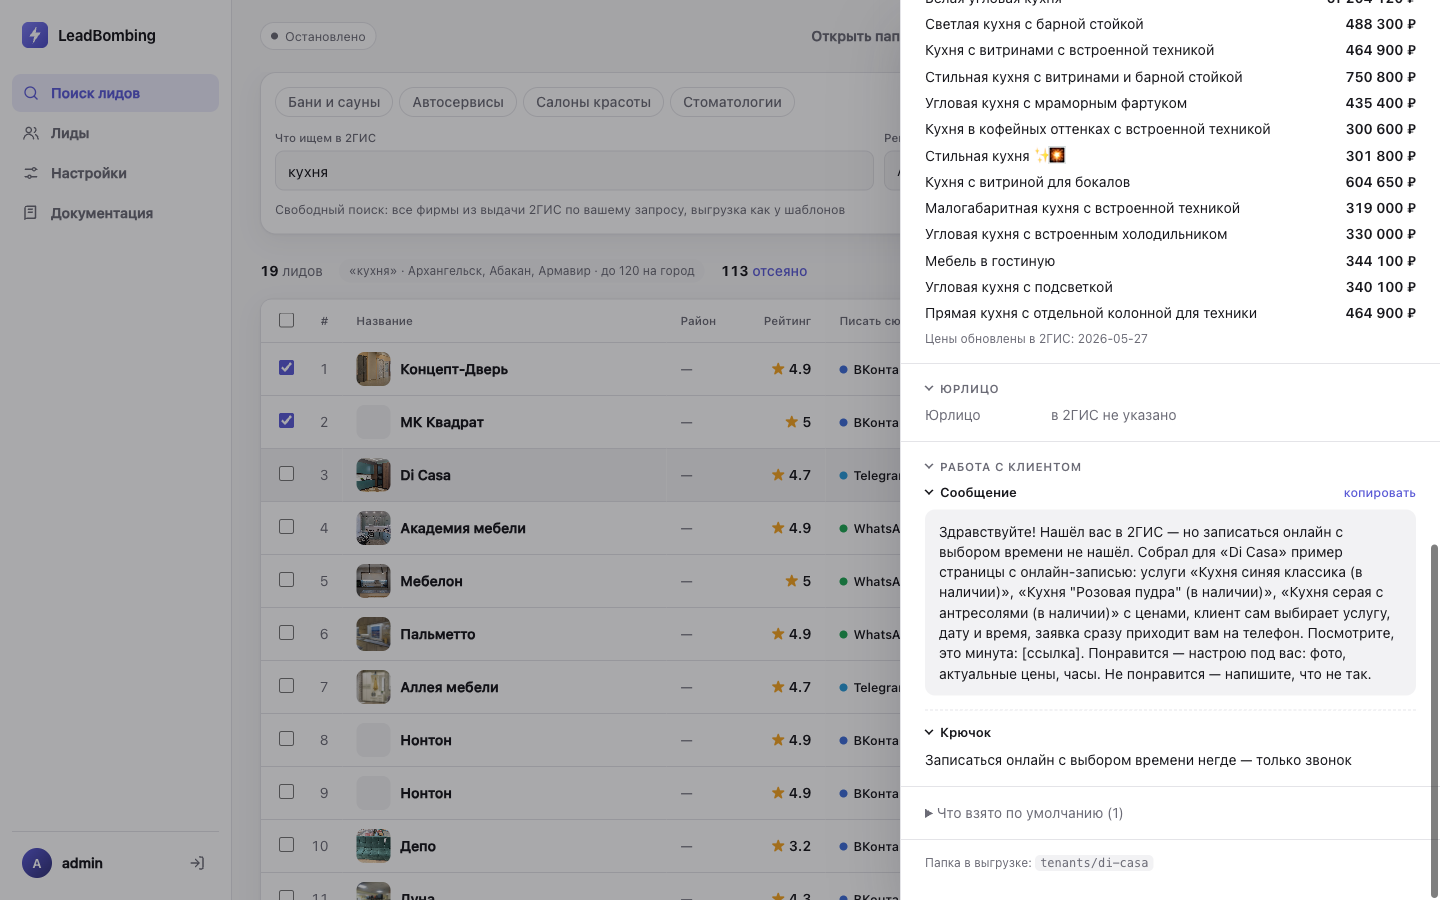 LeadBombing
Поиск лидов
Лиды
Настройки
Документация
A admin
Остановлено
Открыть пап
Бани и сауны
Автосервисы
Салоны красоты
Стоматологии
Что ищем в 2ГИС
кухня
Свободный поиск: все фирмы из выдачи 2ГИС по вашему запросу, выгрузка как у шаблонов
19 лидов
«кухня» · Архангельск, Абакан, Армавир · до 120 на город
113 отсеяно
# Название Район Рейтинг Писать сю
1 Концепт-Дверь — 4.9 ВКонта
2 МК Квадрат — 5 ВКонта
3 Di Casa — 4.7 Telegra
4 Академия мебели — 4.9 WhatsA
5 Мебелон — 5 WhatsA
6 Пальметто — 4.9 WhatsA
7 Аллея мебели — 4.7 Telegra
8 Нонтон — 4.9 ВКонта
9 Нонтон — 4.9 ВКонта
10 Депо — 3.2 ВКонта
Светлая кухня с барной стойкой 488 300 ₽
Кухня с витринами с встроенной техникой 464 900 ₽
Стильная кухня с витринами и барной стойкой 750 800 ₽
Угловая кухня с мраморным фартуком 435 400 ₽
Кухня в кофейных оттенках с встроенной техникой 300 600 ₽
Стильная кухня ✨🎇 301 800 ₽
Кухня с витриной для бокалов 604 650 ₽
Малогабаритная кухня с встроенной техникой 319 000 ₽
Угловая кухня с встроенным холодильником 330 000 ₽
Мебель в гостиную 344 100 ₽
Угловая кухня с подсветкой 340 100 ₽
Прямая кухня с отдельной колонной для техники 464 900 ₽
Цены обновлены в 2ГИС: 2026-05-27
ЮРЛИЦО
Юрлицо в 2ГИС не указано
РАБОТА С КЛИЕНТОМ
Сообщение копировать
Здравствуйте! Нашёл вас в 2ГИС — но записаться онлайн с
выбором времени не нашёл. Собрал для «Di Casa» пример
страницы с онлайн-записью: услуги «Кухня синяя классика (в
наличии)», «Кухня "Розовая пудра" (в наличии)», «Кухня серая с
антресолями (в наличии)» с ценами, клиент сам выбирает услугу,
дату и время, заявка сразу приходит вам на телефон. Посмотрите,
это минута: [ссылка]. Понравится — настрою под вас: фото,
актуальные цены, часы. Не понравится — напишите, что не так.
Крючок
Записаться онлайн с выбором времени негде — только звонок
Что взято по умолчанию (1)
Папка в выгрузке: tenants/di-casa